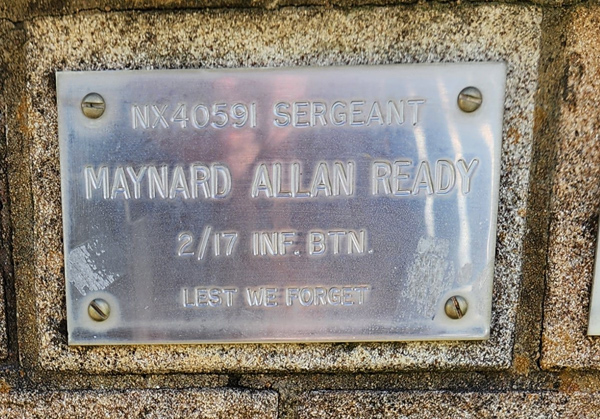 NX40591 SERGEANT
MAYNARD ALLAN READY
2/17 INF. BTN.
LEST WE FORGET